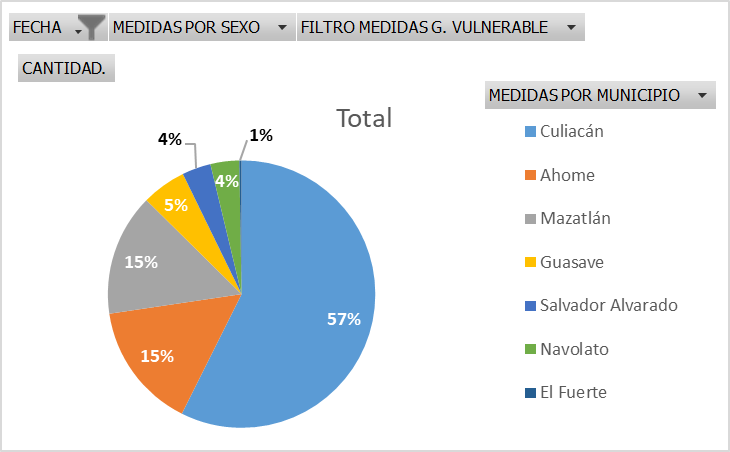 FECHA MEDIDAS POR SEXO FILTRO MEDIDAS G. VULNERABLE
CANTIDAD.
MEDIDAS POR MUNICIPIO
Total
Culiacán
Ahome
Mazatlán
Guasave
Salvador Alvarado
Navolato
El Fuerte
4%
1%
4%
5%
15%
57%
15%